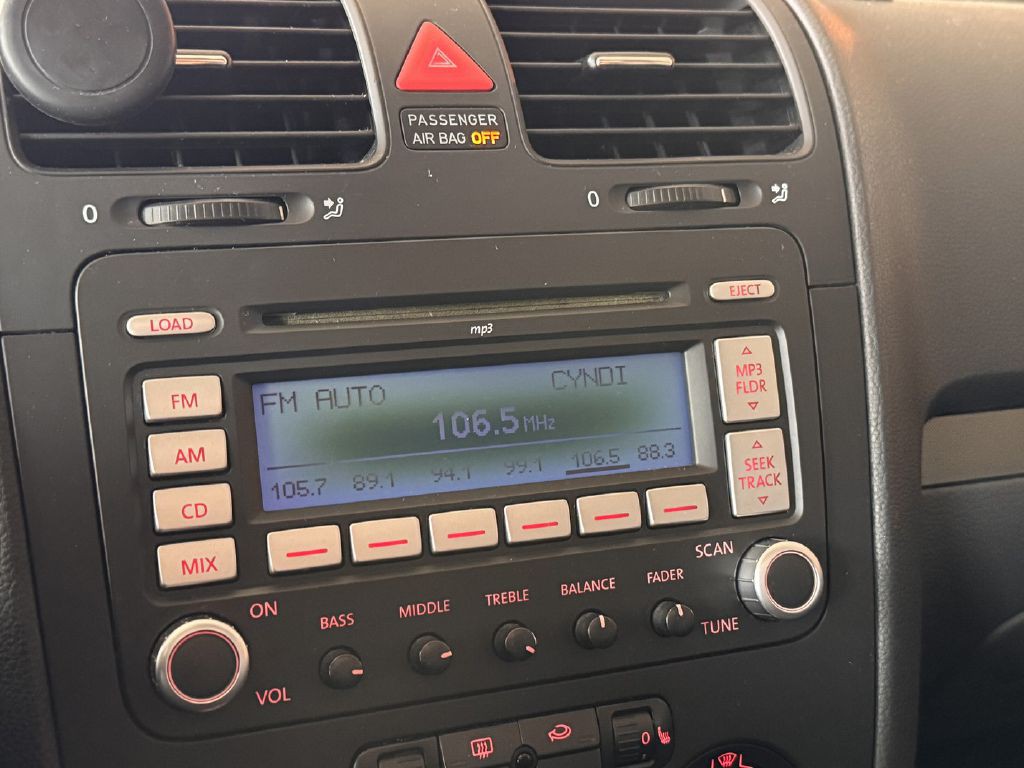 PASSENGER
AIR BAG OFF
0
0
LOAD
EJECT
mp3
FM
AM
CD
MIX
FM AUTO CYNDI
106.5 MHz
105.7 89.1 94.1 99.1 106.5 88.3
MP3
FLDR
SEEK
TRACK
ON
VOL
BASS
MIDDLE
TREBLE
BALANCE
FADER
SCAN
TUNE
0